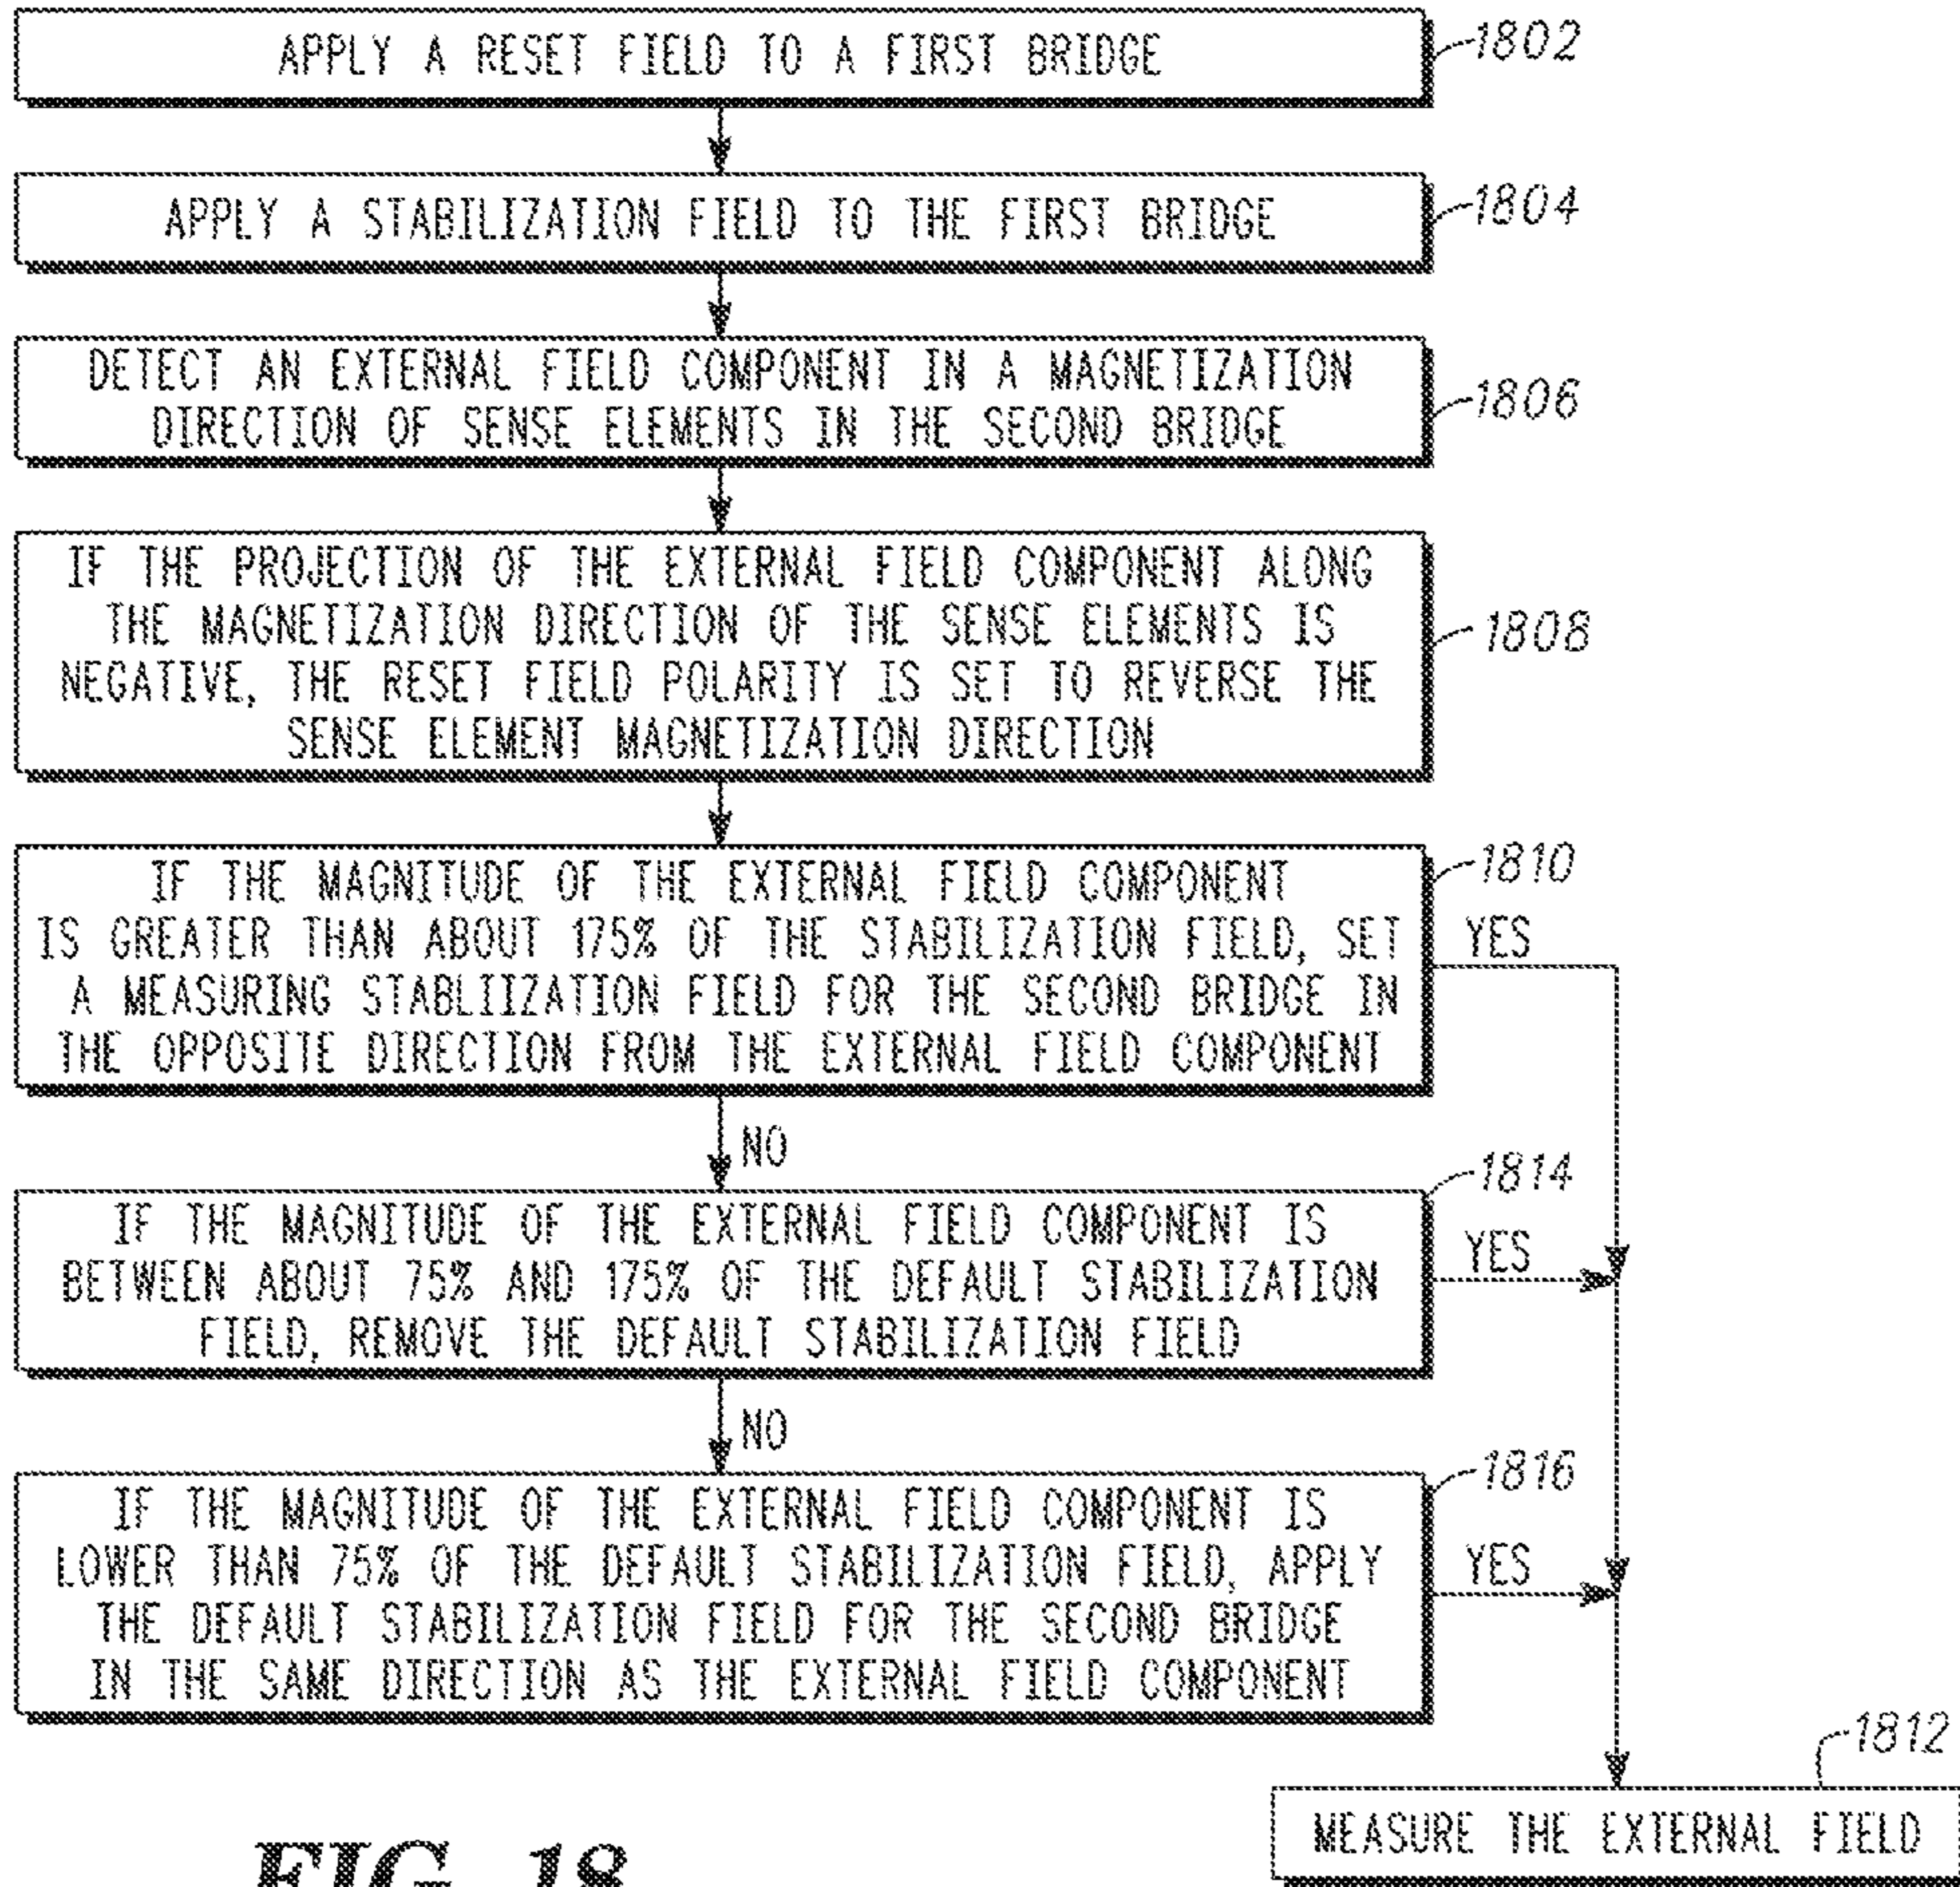 APPLY A RESET FIELD TO A FIRST BRIDGE
1802
APPLY A STABILIZATION FIELD TO THE FIRST BRIDGE
1804
DETECT AN EXTERNAL FIELD COMPONENT IN A MAGNETIZATION
DIRECTION OF SENSE ELEMENTS IN THE SECOND BRIDGE
1806
IF THE PROJECTION OF THE EXTERNAL FIELD COMPONENT ALONG
THE MAGNETIZATION DIRECTION OF THE SENSE ELEMENTS IS
NEGATIVE, THE RESET FIELD POLARITY IS SET TO REVERSE THE
SENSE ELEMENT MAGNETIZATION DIRECTION
1808
IF THE MAGNITUDE OF THE EXTERNAL FIELD COMPONENT
IS GREATER THAN ABOUT 175% OF THE STABILIZATION FIELD, SET
A MEASURING STABLIIZATION FIELD FOR THE SECOND BRIDGE IN
THE OPPOSITE DIRECTION FROM THE EXTERNAL FIELD COMPONENT
1810
YES
NO
IF THE MAGNITUDE OF THE EXTERNAL FIELD COMPONENT IS
BETWEEN ABOUT 75% AND 175% OF THE DEFAULT STABILIZATION
FIELD, REMOVE THE DEFAULT STABILIZATION FIELD
1814
YES
NO
IF THE MAGNITUDE OF THE EXTERNAL FIELD COMPONENT IS
LOWER THAN 75% OF THE DEFAULT STABILIZATION FIELD, APPLY
THE DEFAULT STABILIZATION FIELD FOR THE SECOND BRIDGE
IN THE SAME DIRECTION AS THE EXTERNAL FIELD COMPONENT
1816
YES
1812
MEASURE THE EXTERNAL FIELD
FIG. 18